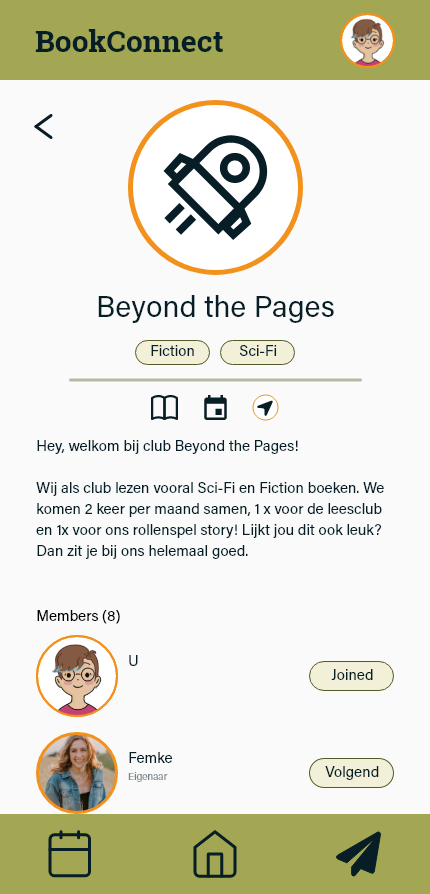 BookConnect
Beyond the Pages
Fiction
Sci-Fi
Hey, welkom bij club Beyond the Pages!
Wij als club lezen vooral Sci-Fi en Fiction boeken. We
komen 2 keer per maand samen, 1 x voor de leesclub
en 1x voor ons rollenspel story! Lijkt jou dit ook leuk?
Dan zit je bij ons helemaal goed.
Members (8)
U
Joined
Femke
Eigenaar
Volgend